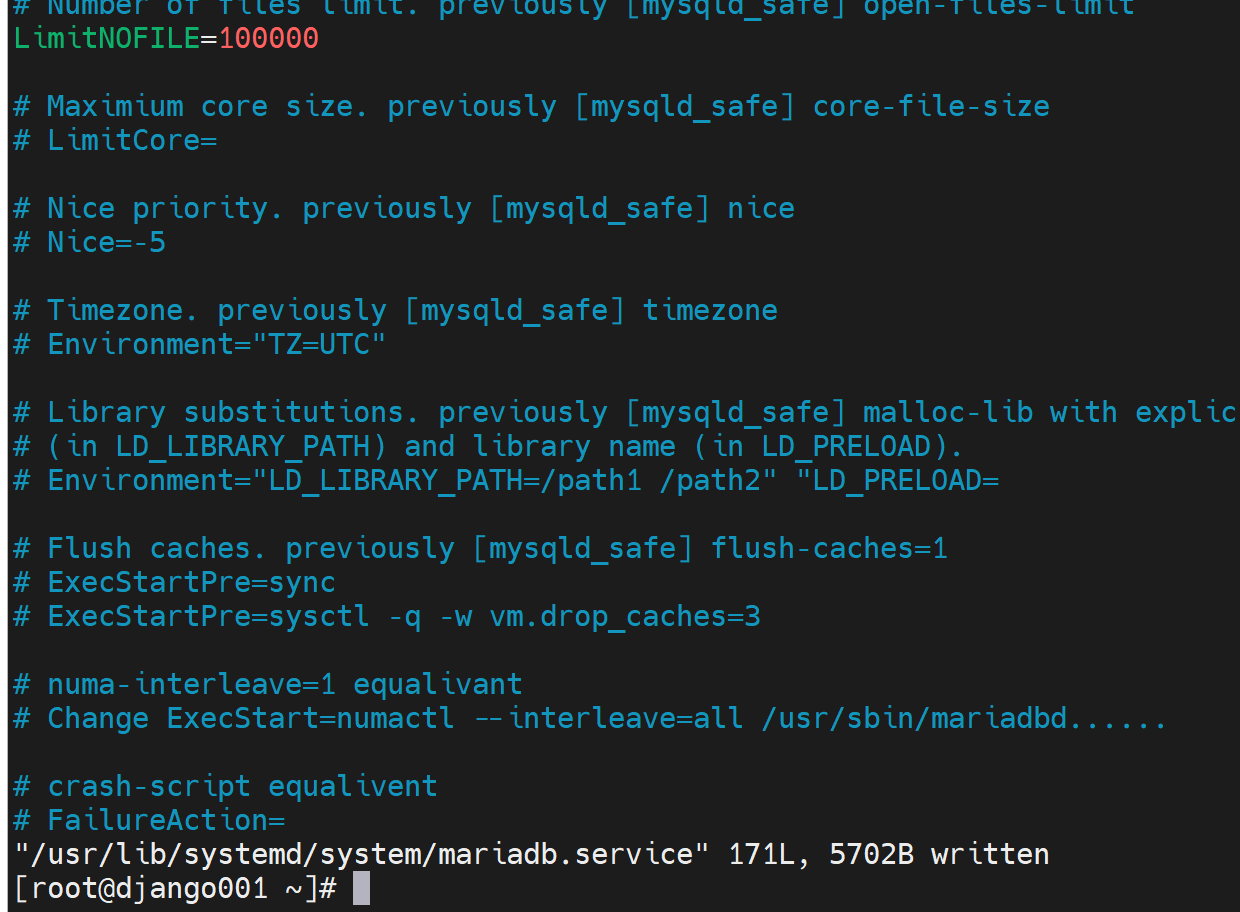 # Number of files limit. previously [mysqld_safe] open-files-limit
LimitNOFILE=100000
# Maximium core size. previously [mysqld_safe] core-file-size
# LimitCore=
# Nice priority. previously [mysqld_safe] nice
# Nice=-5
# Timezone. previously [mysqld_safe] timezone
# Environment="TZ=UTC"
# Library substitutions. previously [mysqld_safe] malloc-lib with explic
# (in LD_LIBRARY_PATH) and library name (in LD_PRELOAD).
# Environment="LD_LIBRARY_PATH=/path1 /path2" "LD_PRELOAD=
# Flush caches. previously [mysqld_safe] flush-caches=1
# ExecStartPre=sync
# ExecStartPre=sysctl -q -w vm.drop_caches=3
# numa-interleave=1 equalivant
# Change ExecStart=numactl --interleave=all /usr/sbin/mariadbd......
# crash-script equalivent
# FailureAction=
"/usr/lib/systemd/system/mariadb.service" 171L, 5702B written
[root@django001 ~]#